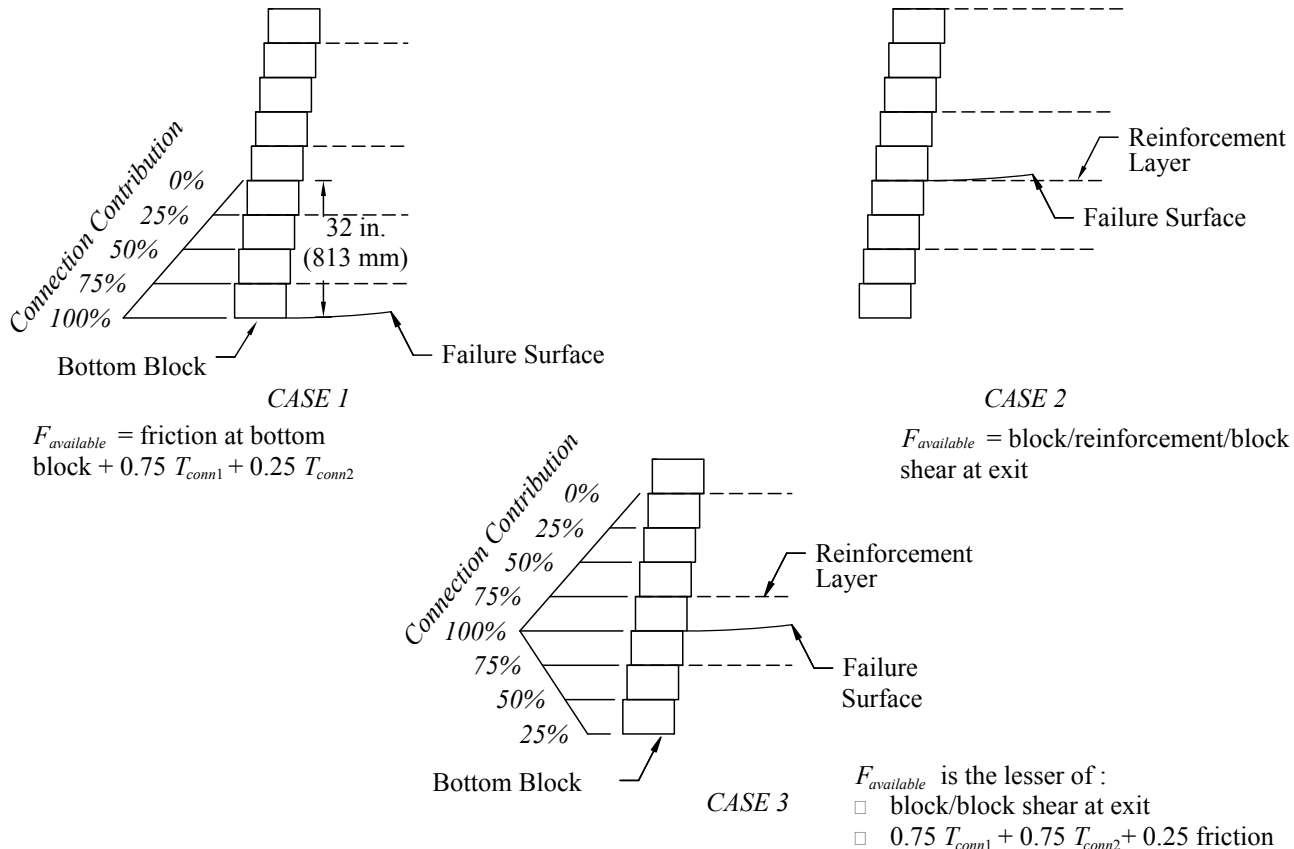 Connection Contribution
0%
25%
50%
75%
100%
32 in.
(813 mm)
Bottom Block
Failure Surface
CASE 1
F_available = friction at bottom
block + 0.75 T_conn1 + 0.25 T_conn2
Reinforcement
Layer
Failure Surface
CASE 2
F_available = block/reinforcement/block
shear at exit
Connection Contribution
0%
25%
50%
75%
100%
75%
50%
25%
Reinforcement
Layer
Failure
Surface
Bottom Block
CASE 3
F_available is the lesser of :
□ block/block shear at exit
□ 0.75 T_conn1 + 0.75 T_conn2+ 0.25 friction